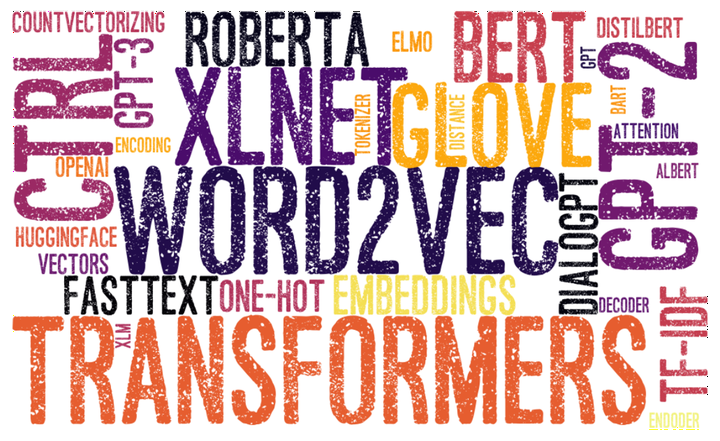 COUNTVECTORIZING
ROBERTA
ELMO
BERT
GPT
DISTILBERT
CTRL
GPT-3
XLNET
TOKENIZER
GLOVE
DISTANCE
BART
GPT-2
ENCODING
ATTENTION
OPENAI
ALBERT
WORD2VEC
DIALOGPT
HUGGINGFACE
VECTORS
FASTTEXT
ONE-HOT
EMBEDDINGS
DECODER
TF-IDF
XLM
TRANSFORMERS
ENDODER